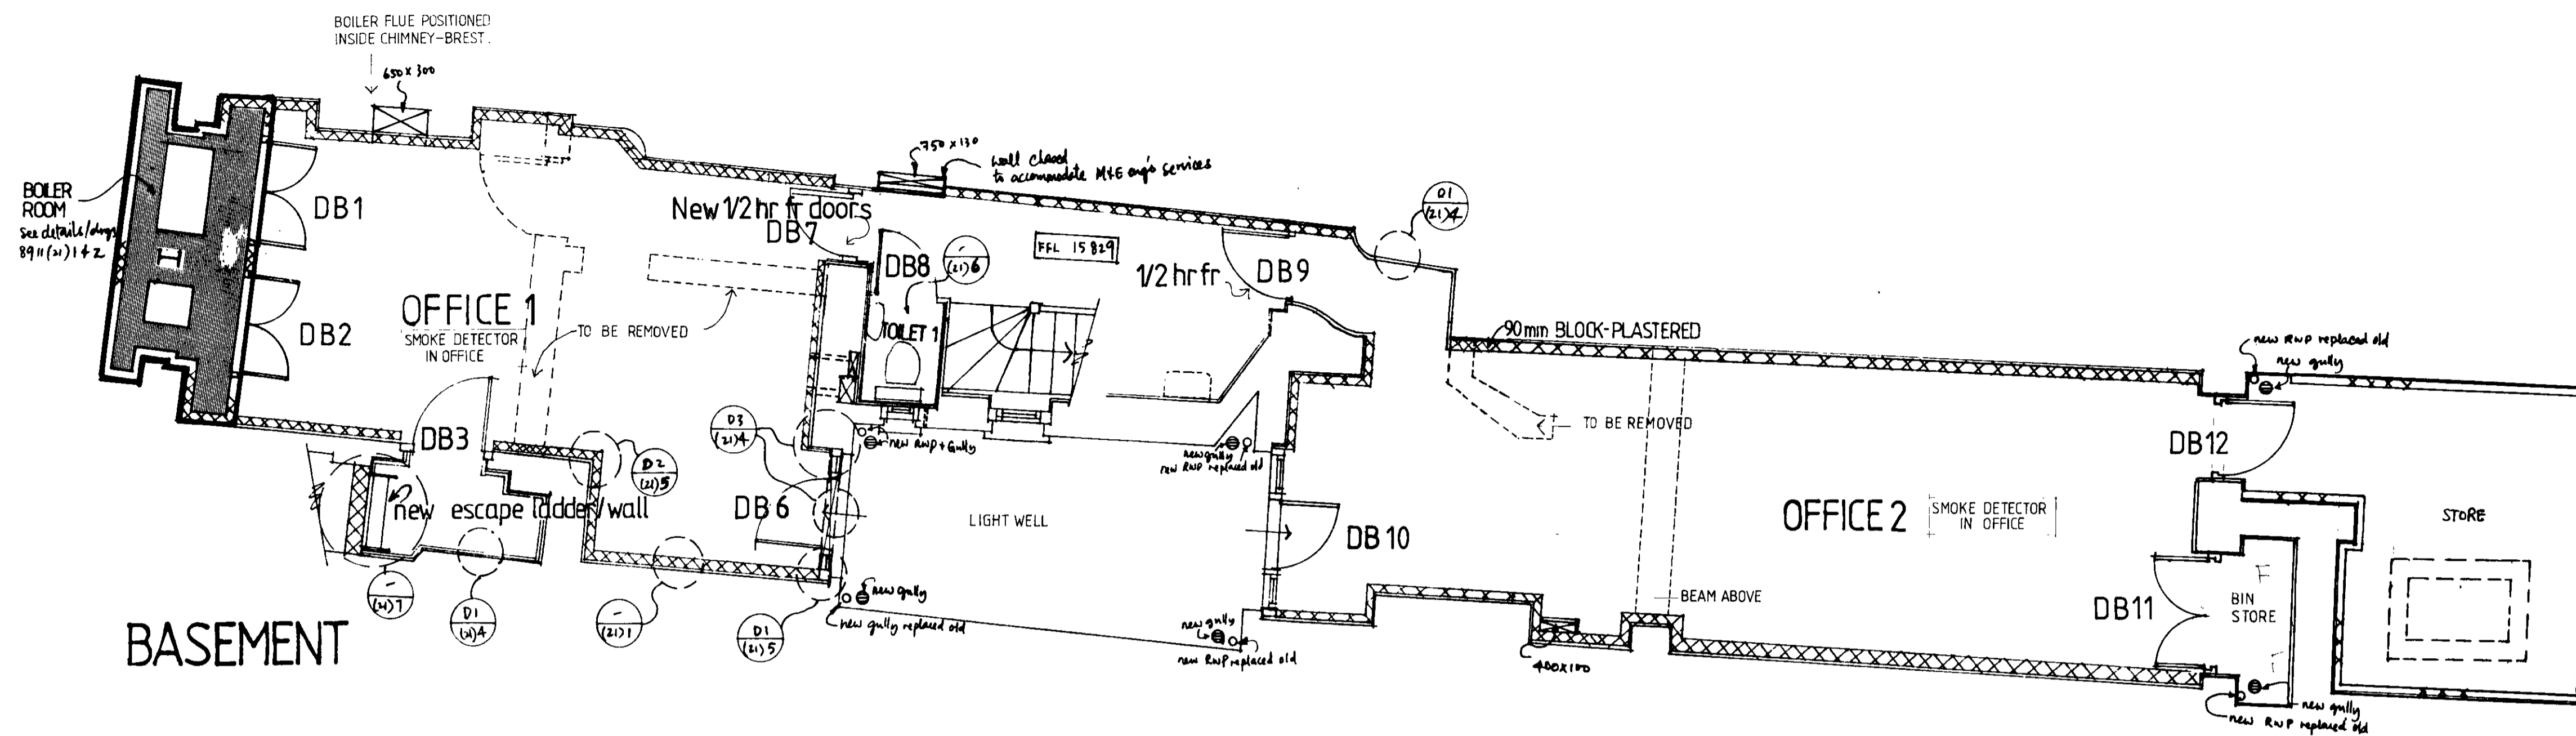 BOILER FLUE POSITIONED
INSIDE CHIMNEY-BREST.
650 x 300
BOILER
ROOM
See details/drgs
8911(21)1+2
DB1
DB2
OFFICE 1
SMOKE DETECTOR
IN OFFICE
TO BE REMOVED
DB3
new escape ladder/wall
-
(21)7
D1
(21)4
D2
(21)5
-
(21)1
D1
(21)5
D3
(21)4
DB6
New 1/2 hr fr doors
DB7
750 x 130
wall chased
to accommodate M+E eng's services
DB8
-
(21)6
TOILET 1
FFL 15829
1/2 hr fr
DB9
D1
(21)4
new RWP + Gully
new gully
new RWP replaced old
LIGHT WELL
new gully
new gully replaced old
new gully
new RWP replaced old
DB10
90mm BLOCK-PLASTERED
TO BE REMOVED
BEAM ABOVE
400x100
OFFICE 2
SMOKE DETECTOR
IN OFFICE
new RWP replaced old
new gully
DB12
DB11
STORE
F
BIN
STORE
new gully
new RWP replaced old
BASEMENT